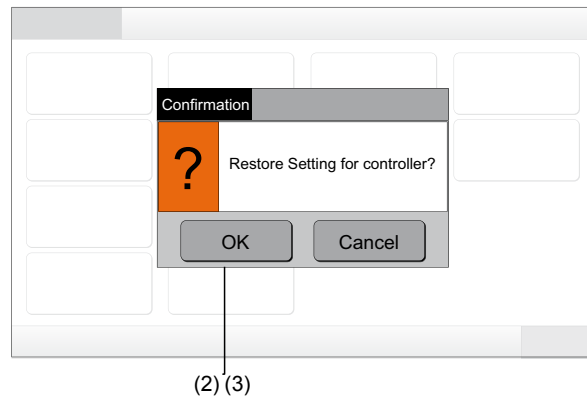 Confirmation
?
Restore Setting for controller?
OK
Cancel
(2) (3)